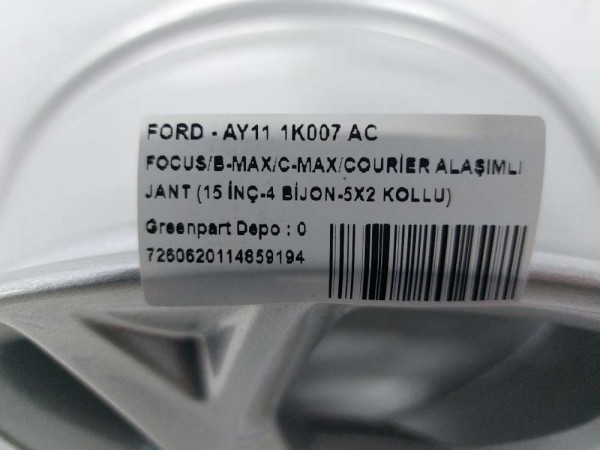 FORD - AY11 1K007 AC
FOCUS/B-MAX/C-MAX/COURİER ALAŞIMLI
JANT (15 İNÇ-4 BİJON-5X2 KOLLU)
Greenpart Depo : 0
7260620114859194